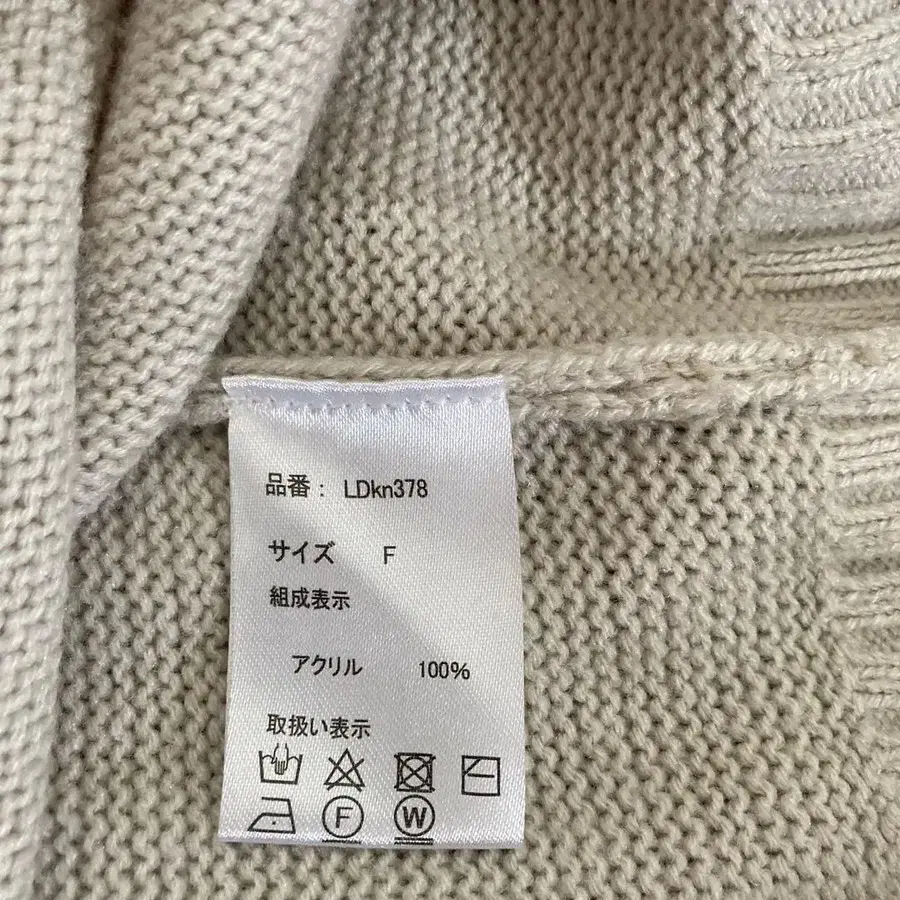 品番： LDkn378
サイズ F
組成表示
アクリル 100%
取扱い表示
F W